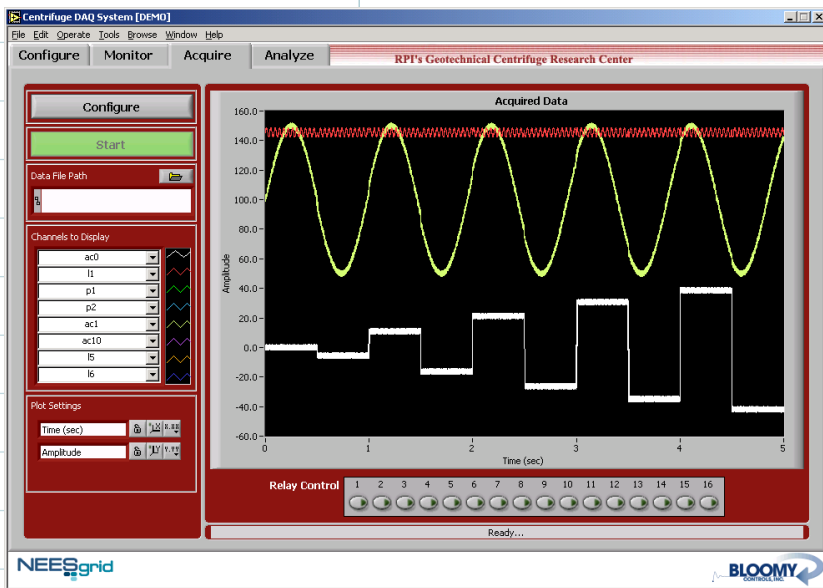 Centrifuge DAQ System [DEMO]
File Edit Operate Tools Browse Window Help
Configure Monitor Acquire Analyze
RPI's Geotechnical Centrifuge Research Center
Configure
Start
Data File Path
Channels to Display
ac0
l1
p1
p2
ac1
ac10
l5
l6
Plot Settings
Time (sec)
Amplitude
Acquired Data
Amplitude
160.0
140.0
120.0
100.0
80.0
60.0
40.0
20.0
0.0
-20.0
-40.0
-60.0
0 1 2 3 4 5
Time (sec)
Relay Control 1 2 3 4 5 6 7 8 9 10 11 12 13 14 15 16
Ready...
NEESgrid
BLOOMY
CONTROLS, INC.